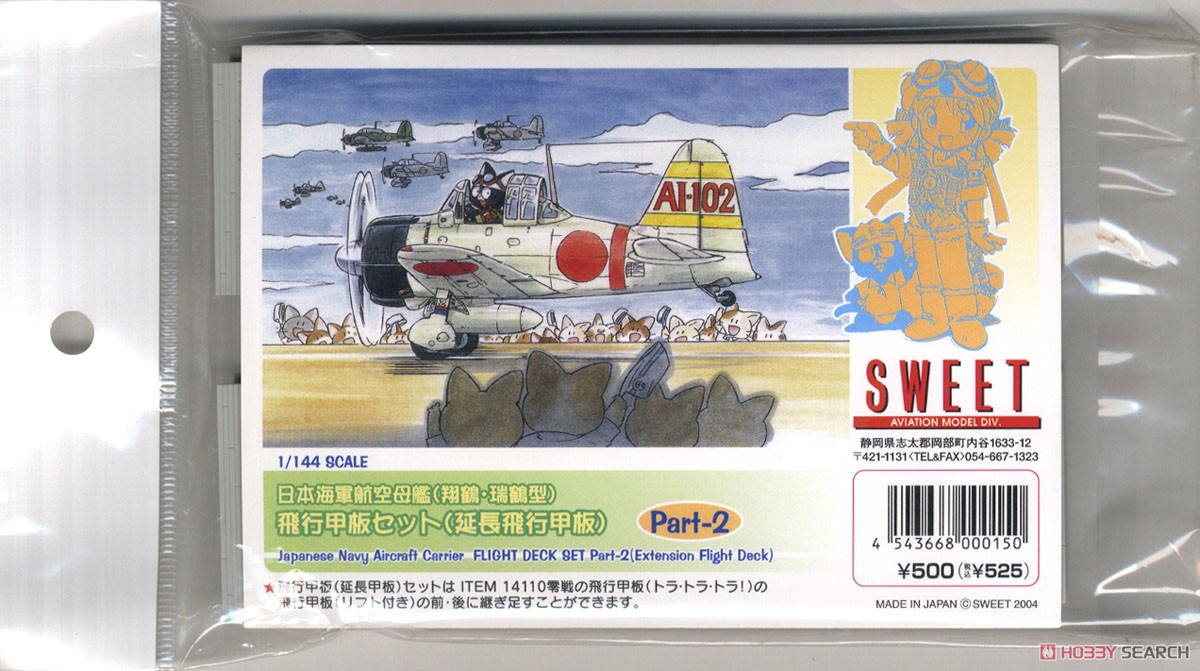 AI-102
SWEET
AVIATION MODEL DIV.
静岡県志太郡岡部町内谷1633-12
〒421-1131<TEL&FAX>054-667-1323
1/144 SCALE
日本海軍航空母艦(翔鶴・瑞鶴型)
飛行甲板セット(延長飛行甲板)
Part-2
Japanese Navy Aircraft Carrier FLIGHT DECK SET Part-2(Extension Flight Deck)
★飛行甲板(延長甲板)セットは ITEM 14110零戦の飛行甲板(トラ・トラ・トラ!)の
飛行甲板(リフト付き)の前・後に継ぎ足すことができます。
4 543668 000150
¥500(税込¥525)
MADE IN JAPAN ©SWEET 2004
HOBBY SEARCH